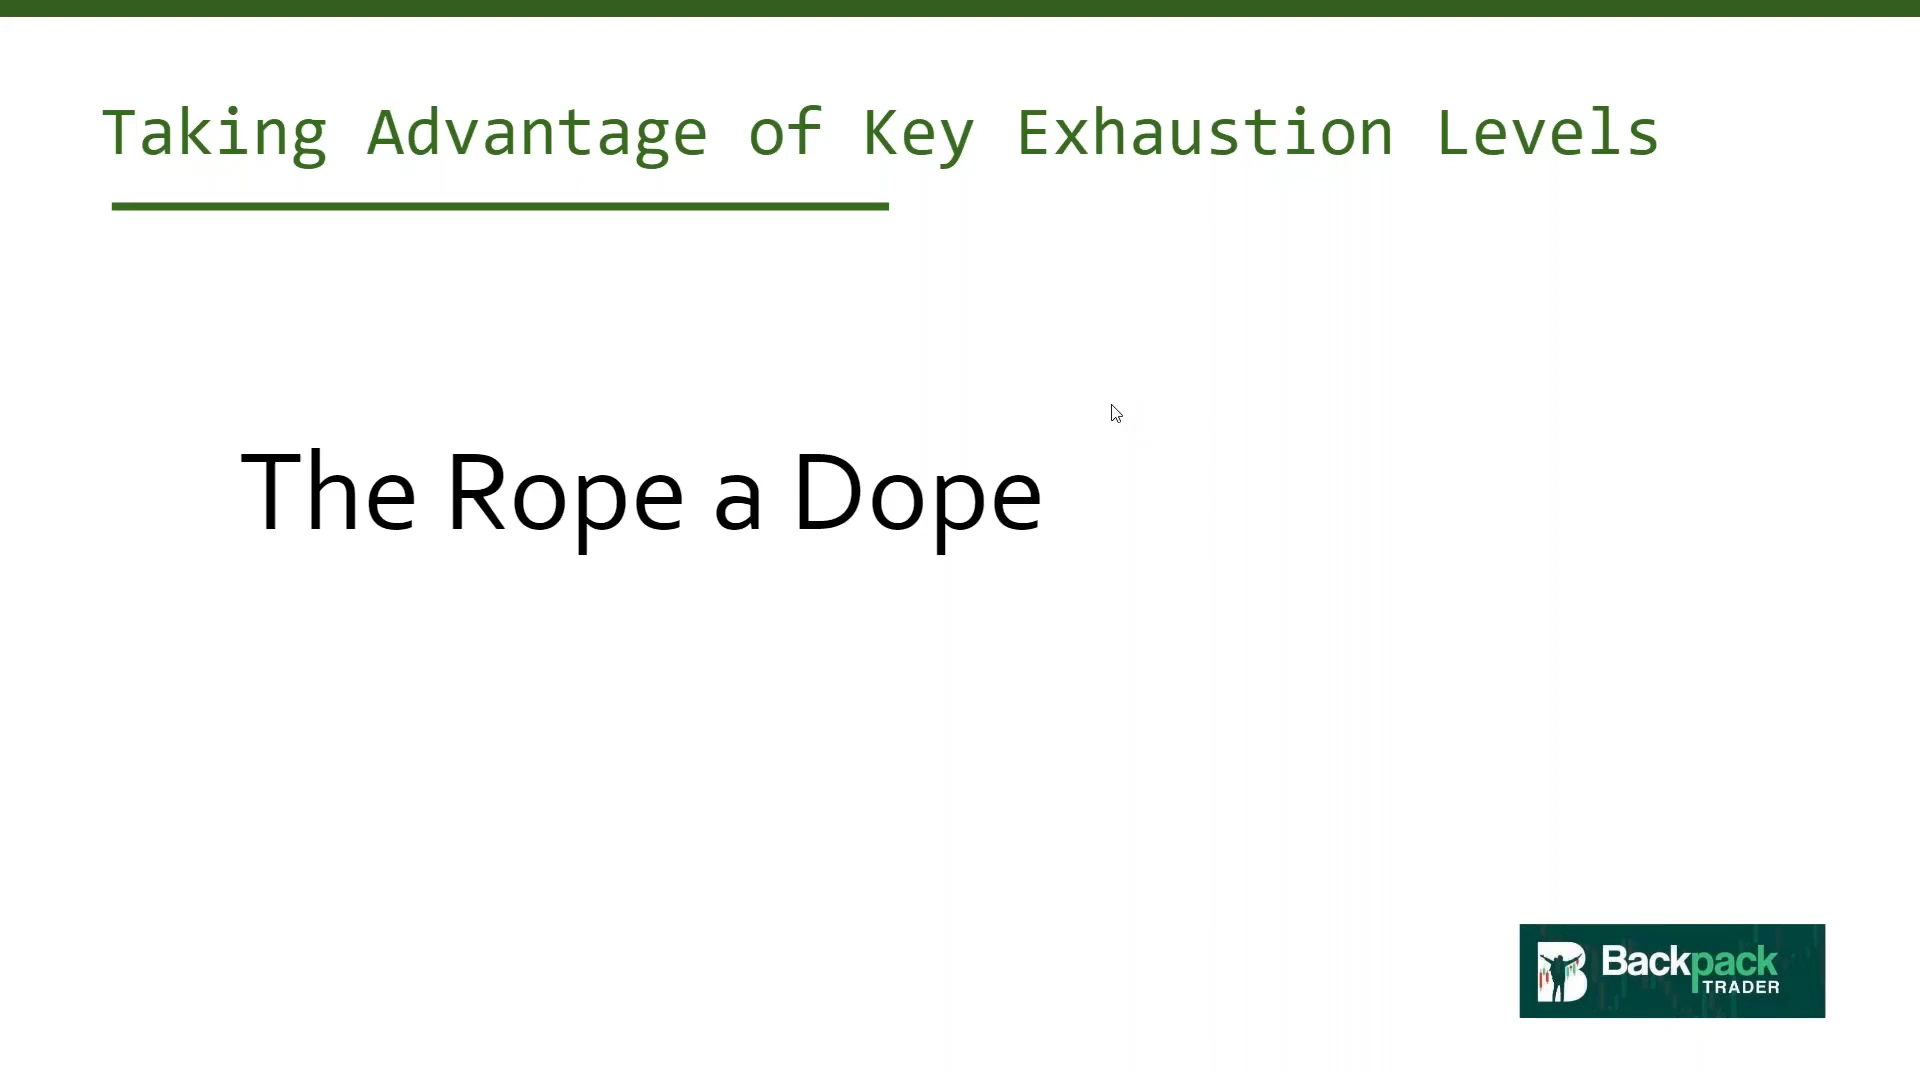 Taking Advantage of Key Exhaustion Levels
The Rope a Dope
Backpack
TRADER